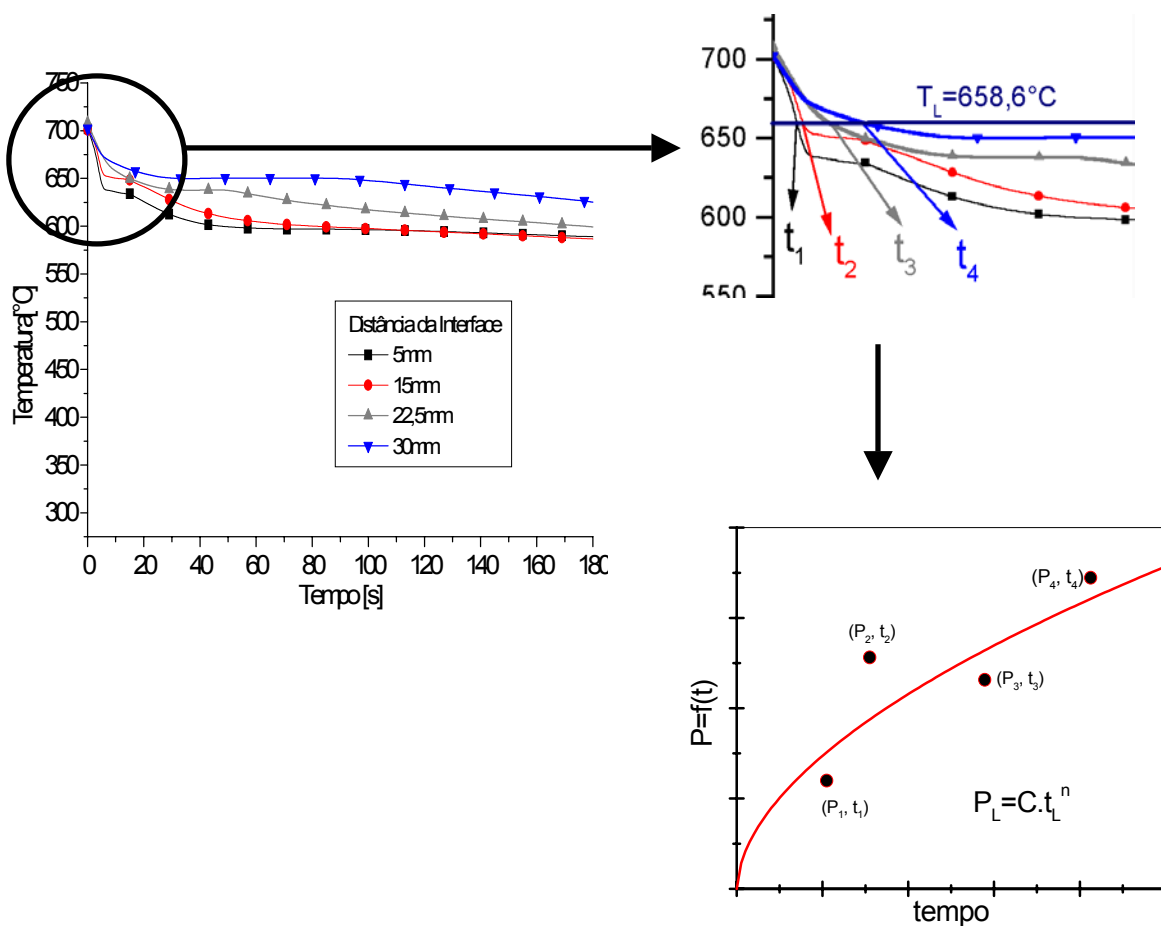 750
700
650
600
575
550
500
450
400
350
300
Temperatura[°C]
0 20 40 60 80 100 120 140 160 180
Tempo [s]
Distância da Interface
5mm
15mm
22,5mm
30mm
700
650
600
550
T_L=658,6°C
t_1
t_2
t_3
t_4
P=f(t)
(P_1, t_1)
(P_2, t_2)
(P_3, t_3)
(P_4, t_4)
P_L=C.t_L^n
tempo